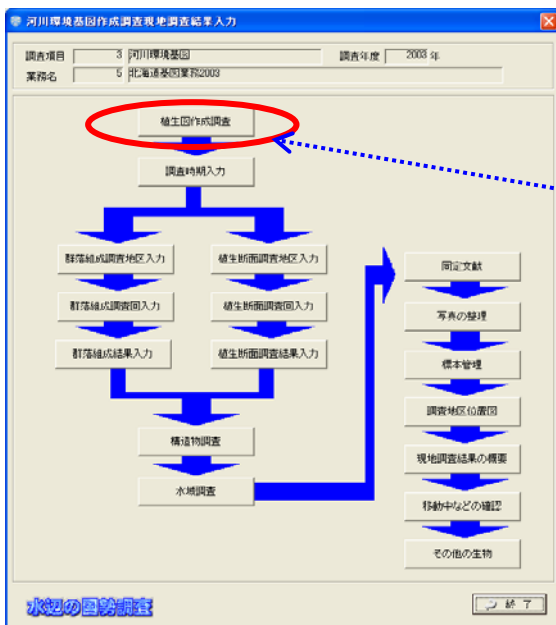 河川環境基図作成調査現地調査結果入力
調査項目 3 河川環境基図 調査年度 2003 年
業務名 5 北海道基図業務2003
植生図作成調査
調査時期入力
群落組成調査地区入力 植生断面調査地区入力
群落組成調査回入力 植生断面調査回入力
群落組成結果入力 植生断面調査結果入力
構造物調査
水域調査
同定文献
写真の整理
標本管理
調査地区位置図
現地調査結果の概要
移動中などの確認
その他の生物
水辺の国勢調査
終 了